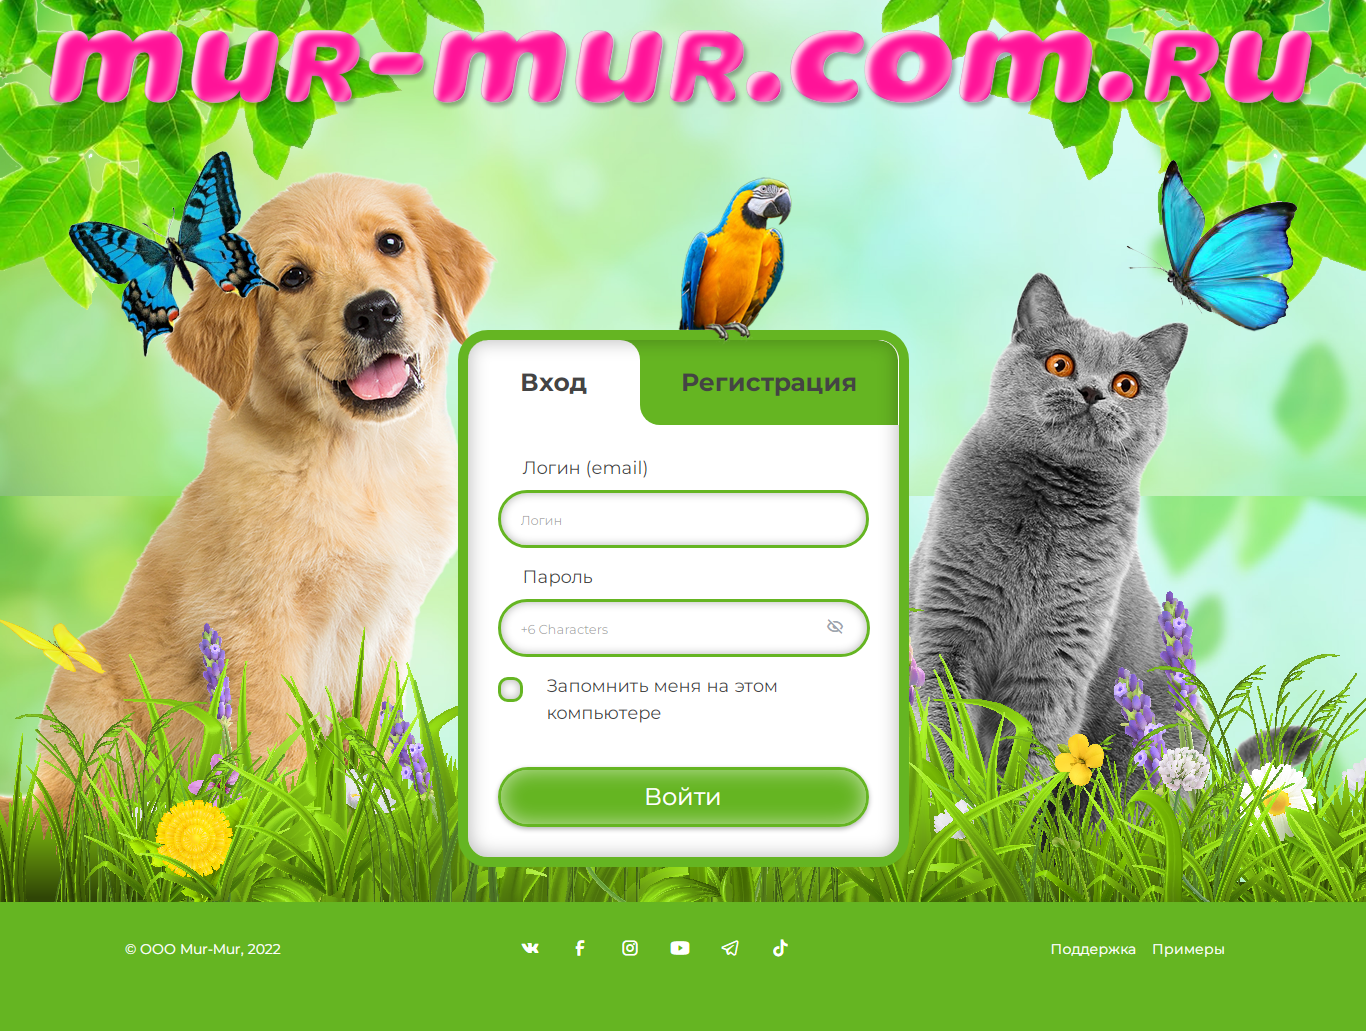 mur-mur.com.ru
Вход
Регистрация
Логин (email)
Логин
Пароль
+6 Characters
Запомнить меня на этом
компьютере
Войти
© ООО Mur-Mur, 2022
Поддержка
Примеры